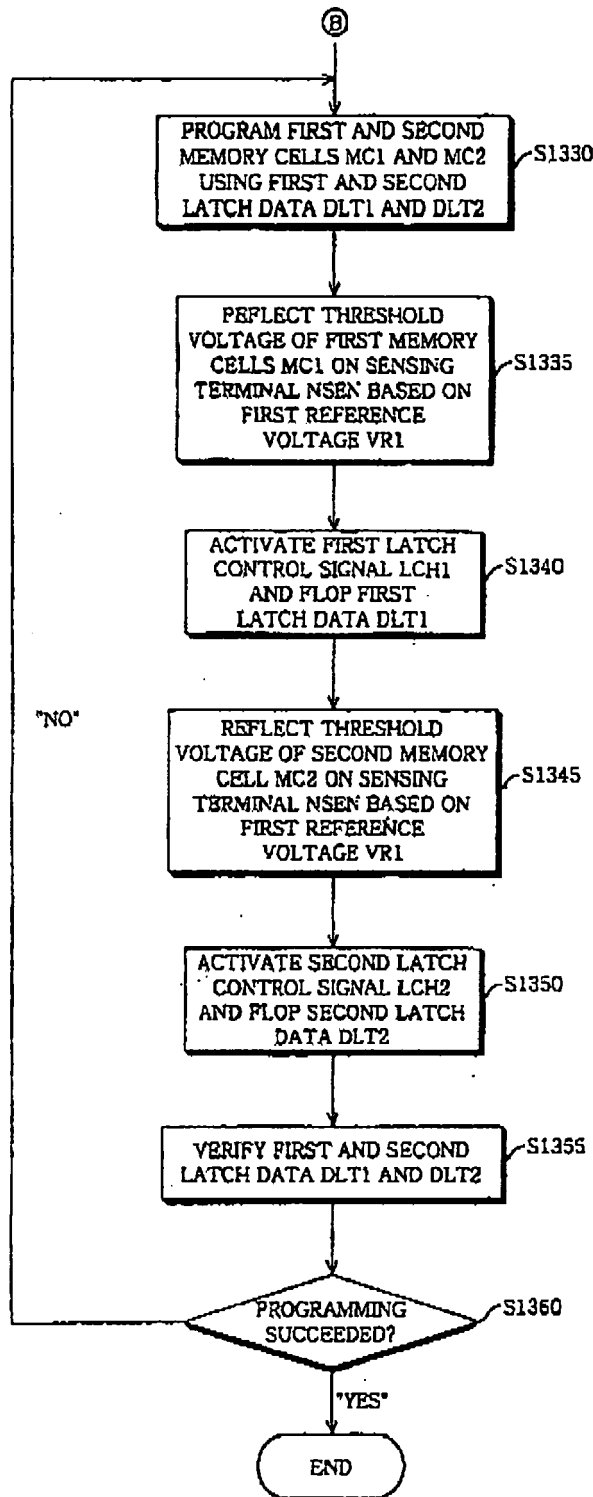 B
PROGRAM FIRST AND SECOND
MEMORY CELLS MC1 AND MC2
USING FIRST AND SECOND
LATCH DATA DLT1 AND DLT2
S1330
REFLECT THRESHOLD
VOLTAGE OF FIRST MEMORY
CELLS MC1 ON SENSING
TERMINAL NSEN BASED ON
FIRST REFERENCE
VOLTAGE VR1
S1335
ACTIVATE FIRST LATCH
CONTROL SIGNAL LCH1
AND FLOP FIRST
LATCH DATA DLT1
S1340
"NO"
REFLECT THRESHOLD
VOLTAGE OF SECOND MEMORY
CELL MC2 ON SENSING
TERMINAL NSEN BASED ON
FIRST REFERENCE
VOLTAGE VR1
S1345
ACTIVATE SECOND LATCH
CONTROL SIGNAL LCH2
AND FLOP SECOND LATCH
DATA DLT2
S1350
VERIFY FIRST AND SECOND
LATCH DATA DLT1 AND DLT2
S1355
PROGRAMMING
SUCCEEDED?
S1360
"YES"
END